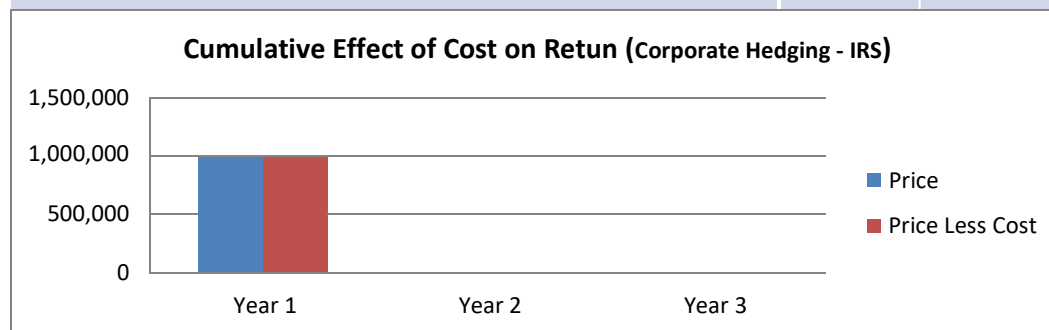 Cumulative Effect of Cost on Retun (Corporate Hedging - IRS)
1,500,000
1,000,000
500,000
0
Year 1 Year 2 Year 3
Price
Price Less Cost